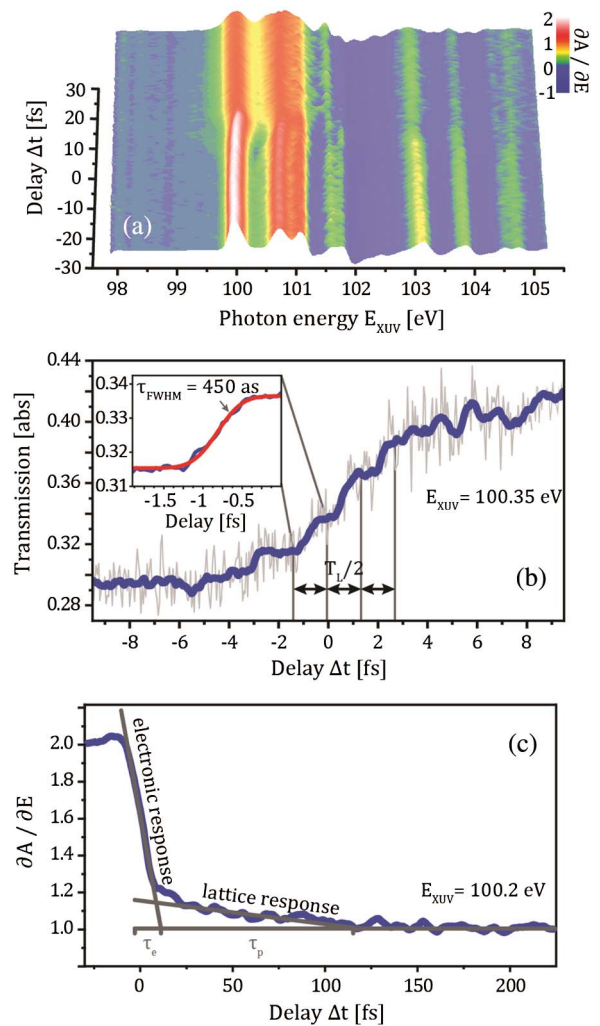 2
1
0
-1
∂A / ∂E
30
20
10
0
-10
-20
-30
Delay Δt [fs]
(a)
98 99 100 101 102 103 104 105
Photon energy E_XUV [eV]
0.44
0.40
0.36
0.32
0.28
Transmission [abs]
0.337
0.325
0.315
0.311
τ_FWHM = 450 as
-1.5 -1 -0.5
Delay [fs]
E_XUV = 100.35 eV
T_L/2
(b)
-8 -6 -4 -2 0 2 4 6 8
Delay Δt [fs]
2.0
1.8
1.6
1.4
1.2
1.0
∂A / ∂E
(c)
electronic response
lattice response
E_XUV= 100.2 eV
τ_e τ_p
0 50 100 150 200
Delay Δt [fs]